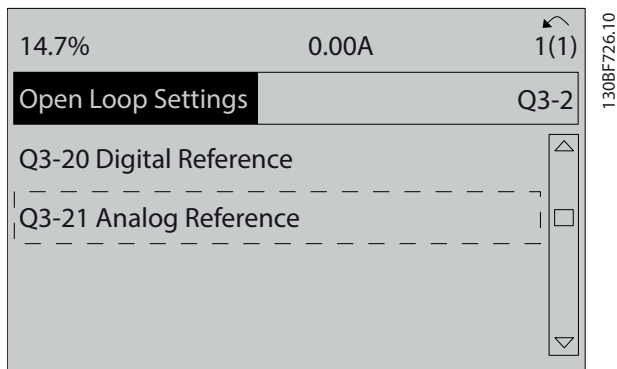 14.7% 0.00A 1(1)
Open Loop Settings Q3-2
Q3-20 Digital Reference
Q3-21 Analog Reference
130BF726.10